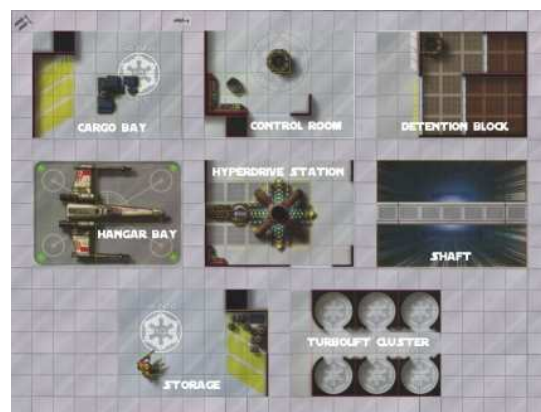 CARGO BAY
CONTROL ROOM
DETENTION BLOCK
HYPERDRIVE STATION
HANGAR BAY
SHAFT
TURBOLIFT CLUSTER
STORAGE